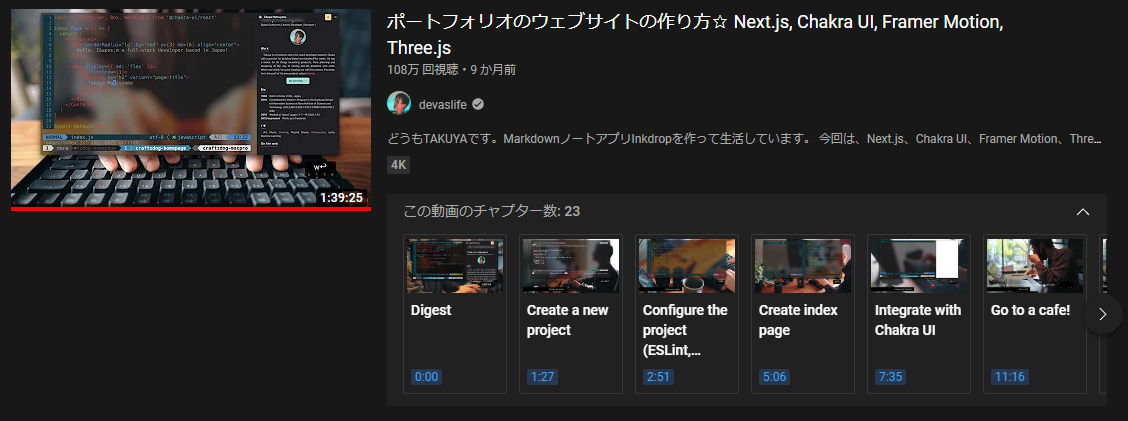 ポートフォリオのウェブサイトの作り方☆ Next.js, Chakra UI, Framer Motion,
Three.js
108万 回視聴・9 か月前
devaslife
どうもTAKUYAです。MarkdownノートアプリInkdropを作って生活しています。 今回は、Next.js、Chakra UI、Framer Motion、Thre...
4K
1:39:25
この動画のチャプター数: 23
Digest
0:00
Create a new
project
1:27
Configure the
project
(ESLint,...
2:51
Create index
page
5:06
Integrate with
Chakra UI
7:35
Go to a cafe!
11:16